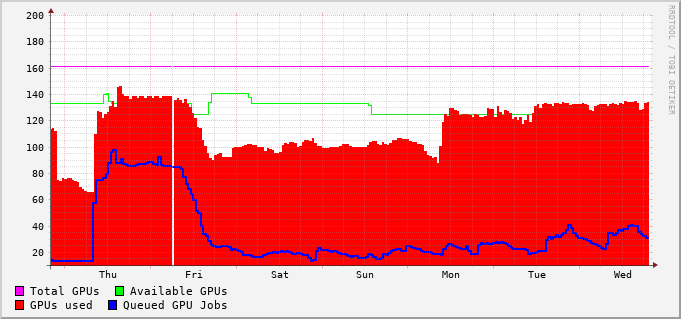 RRDTOOL / TOBI OETIKER
200
180
160
140
120
100
80
60
40
20
Thu Fri Sat Sun Mon Tue Wed
Total GPUs Available GPUs
GPUs used Queued GPU Jobs